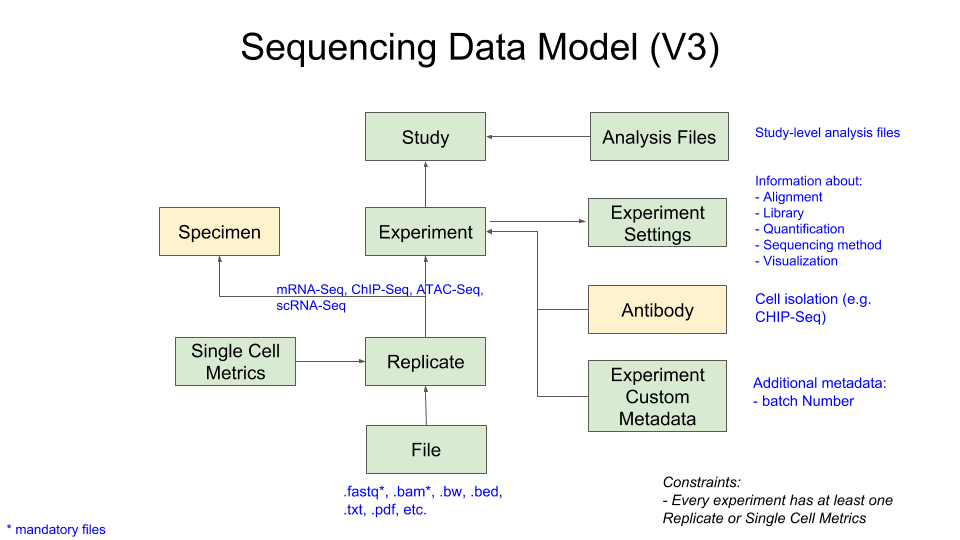 Sequencing Data Model (V3)
Study
Analysis Files
Study-level analysis files
Specimen
Experiment
Experiment
Settings
Information about:
- Alignment
- Library
- Quantification
- Sequencing method
- Visualization
mRNA-Seq, ChIP-Seq, ATAC-Seq,
scRNA-Seq
Antibody
Cell isolation (e.g.
CHIP-Seq)
Single Cell
Metrics
Replicate
Experiment
Custom
Metadata
Additional metadata:
- batch Number
File
.fastq*, .bam*, .bw, .bed,
.txt, .pdf, etc.
Constraints:
- Every experiment has at least one
Replicate or Single Cell Metrics
* mandatory files